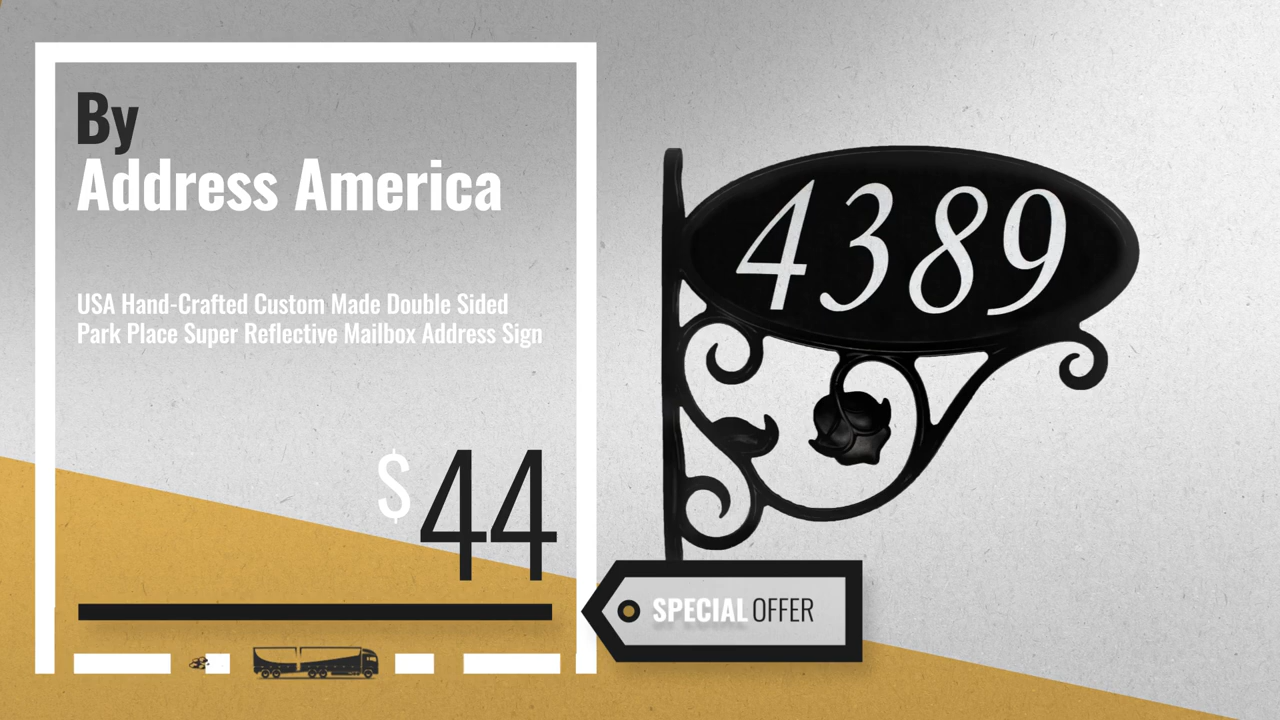 By
Address America
USA Hand-Crafted Custom Made Double Sided
Park Place Super Reflective Mailbox Address Sign
$44
4389
SPECIAL OFFER